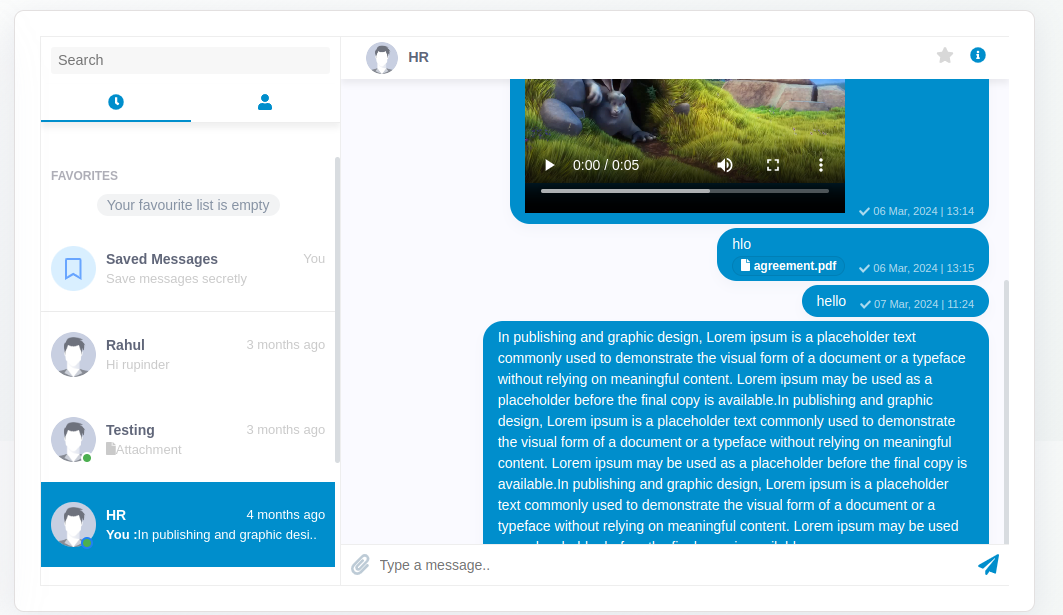 Search
FAVORITES
Your favourite list is empty
Saved Messages You
Save messages secretly
Rahul 3 months ago
Hi rupinder
Testing 3 months ago
Attachment
HR 4 months ago
You :In publishing and graphic desi..
HR
0:00 / 0:05
06 Mar, 2024 | 13:14
hlo
agreement.pdf 06 Mar, 2024 | 13:15
hello 07 Mar, 2024 | 11:24
In publishing and graphic design, Lorem ipsum is a placeholder text
commonly used to demonstrate the visual form of a document or a typeface
without relying on meaningful content. Lorem ipsum may be used as a
placeholder before the final copy is available.In publishing and graphic
design, Lorem ipsum is a placeholder text commonly used to demonstrate
the visual form of a document or a typeface without relying on meaningful
content. Lorem ipsum may be used as a placeholder before the final copy is
available.In publishing and graphic design, Lorem ipsum is a placeholder
text commonly used to demonstrate the visual form of a document or a
typeface without relying on meaningful content. Lorem ipsum may be used
Type a message..